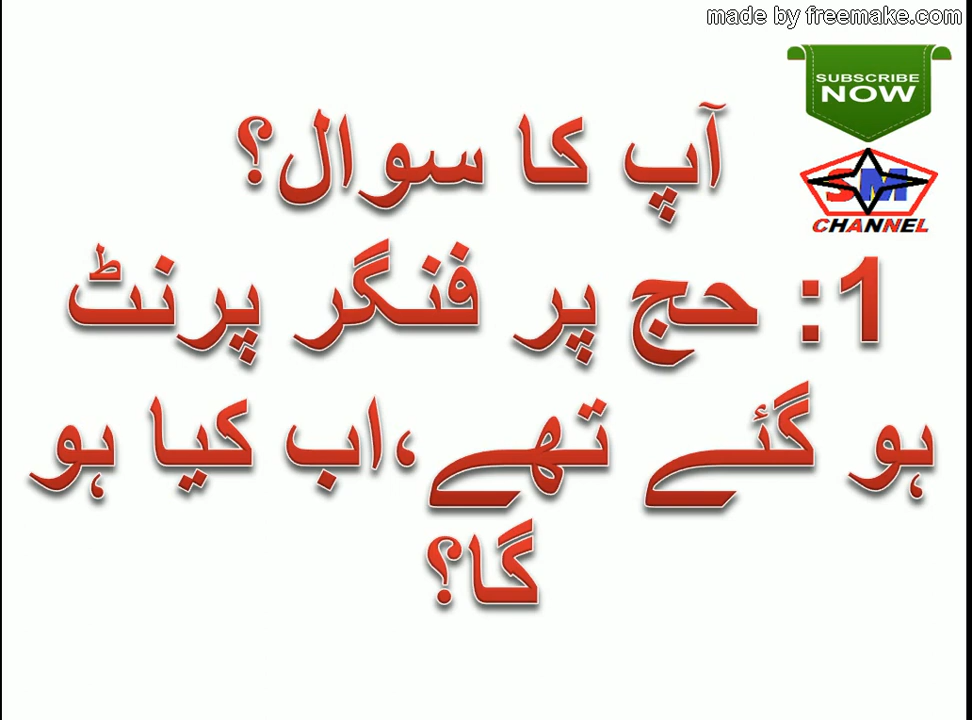 made by freemake.com
SUBSCRIBE
NOW
SM
CHANNEL
آپ کا سوال؟
1: حج پر فنگر پرنٹ
ہو گئے تھے،اب کیا ہو
گا؟